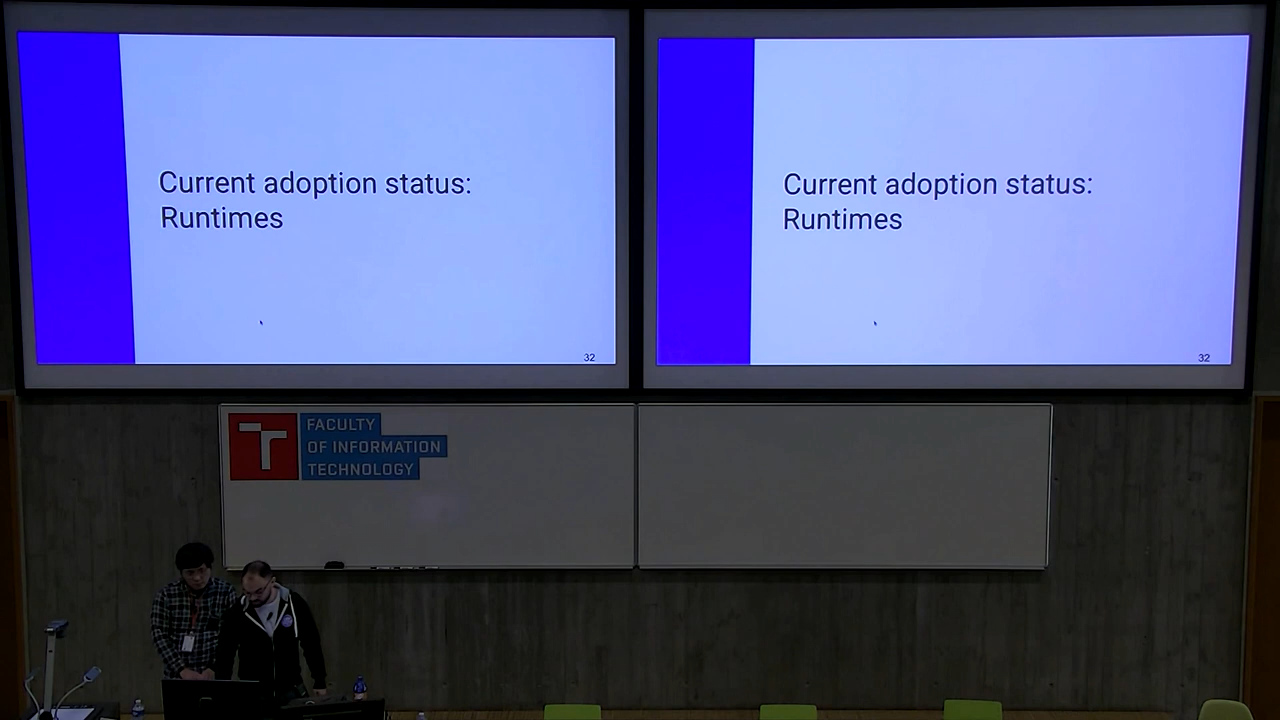 Current adoption status:
Runtimes
32
Current adoption status:
Runtimes
32
FACULTY
OF INFORMATION
TECHNOLOGY